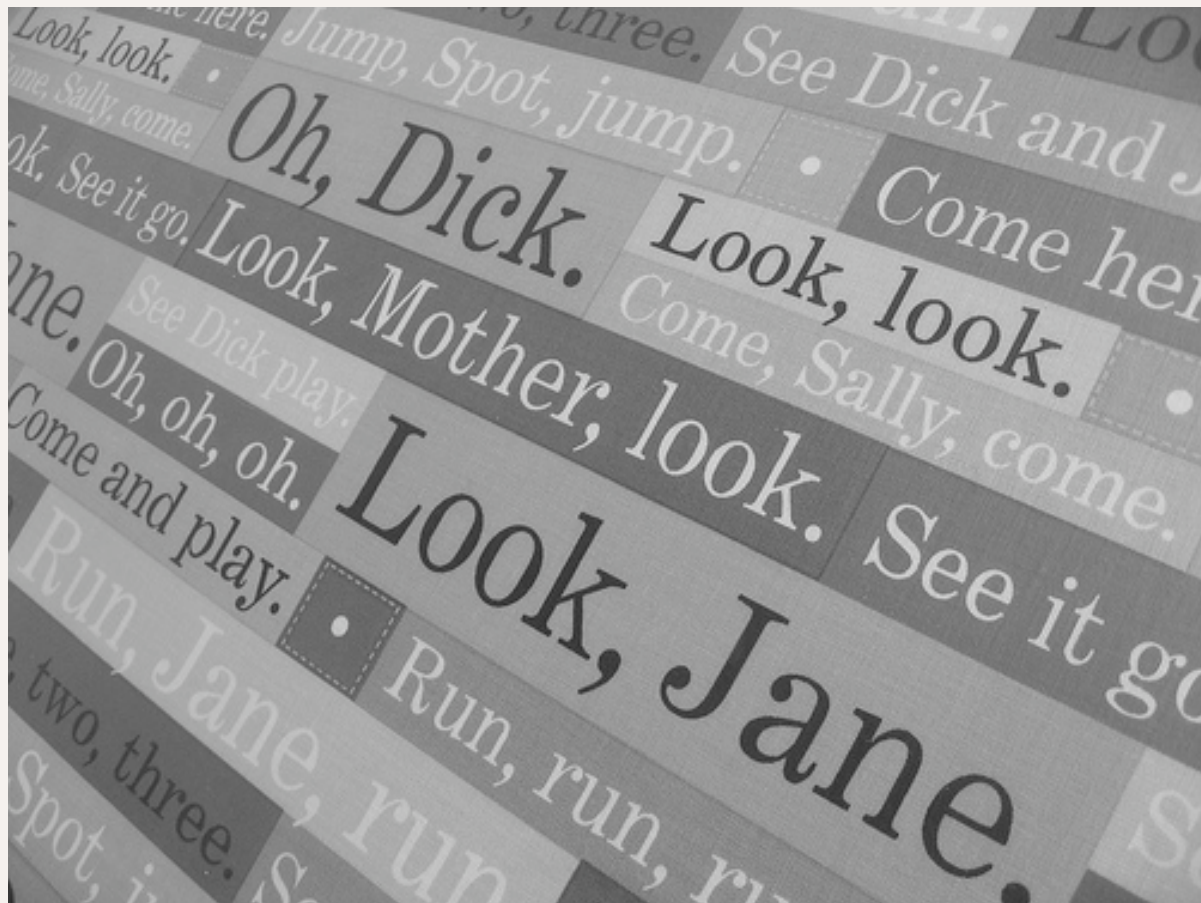 here.
two, three.
Look, look.
Jump, Spot, jump.
See Dick and
Sally, come.
Oh, Dick.
Come
See it go.
Look, look.
Look, Mother, look.
Come, Sally, come.
See Dick play.
Oh, oh, oh.
See it
Come and play.
Look, Jane.
Run, Jane, run
Run, run,
two, three.
Spot,